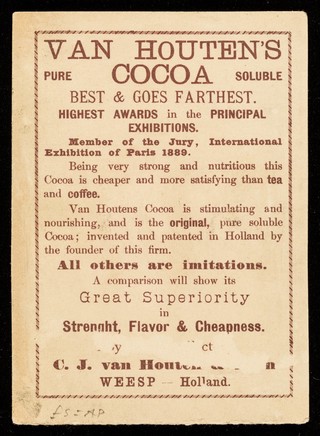 VAN HOUTEN'S
PURE COCOA SOLUBLE
BEST & GOES FARTHEST.
HIGHEST AWARDS in the PRINCIPAL
EXHIBITIONS.
Member of the Jury, International
Exhibition of Paris 1889.
Being very strong and nutritious this
Cocoa is cheaper and more satisfying than tea
and coffee.
Van Houtens Cocoa is stimulating and
nourishing, and is the original, pure soluble
Cocoa; invented and patented in Holland by
the founder of this firm.
All others are imitations.
A comparison will show its
Great Superiority
in
Strennht, Flavor & Cheapness.
C. J. van Houten
WEESP — Holland.